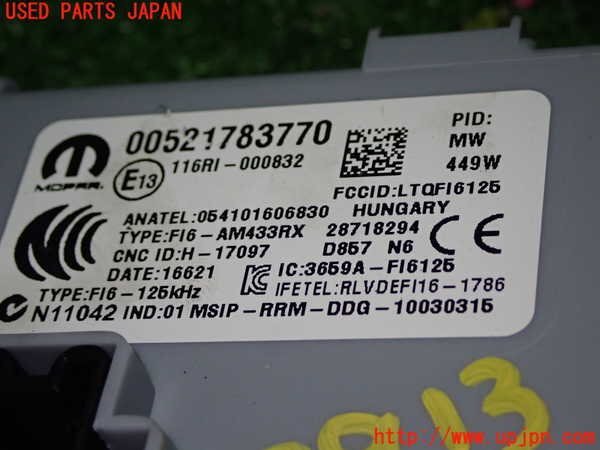 USED PARTS JAPAN
MOPAR
00521783770
PID:
MW
449W
E13
116RI-000832
FCCID:LTQFI6125
ANATEL:054101606830 HUNGARY
TYPE:FI6-AM433RX 28718294
CNC ID:H-17097 D857 N6
DATE:16621 IC:3659A-FI6125
TYPE:FI6-125kHz IFETEL:RLVDEFI16-1786
N11042 IND:01 MSIP-RRM-DDG-10030315
CE
http://www.upjpn.com